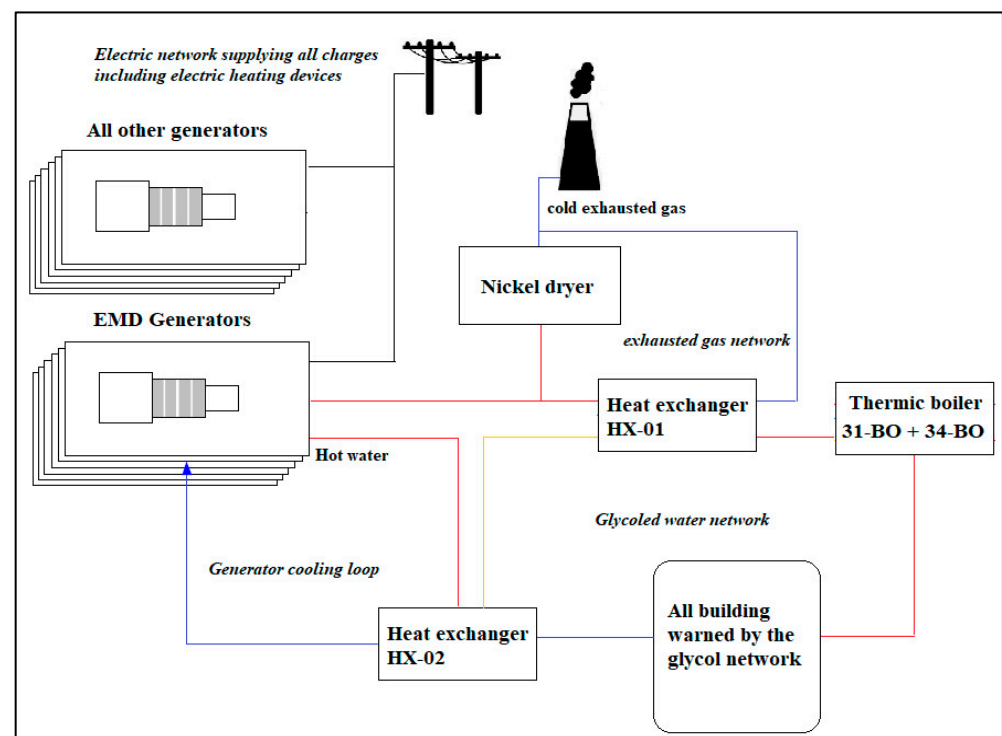 Electric network supplying all charges
including electric heating devices
All other generators
cold exhausted gas
Nickel dryer
EMD Generators
exhausted gas network
Heat exchanger
HX-01
Thermic boiler
31-BO + 34-BO
Hot water
Glycoled water network
Generator cooling loop
Heat exchanger
HX-02
All building
warned by the
glycol network